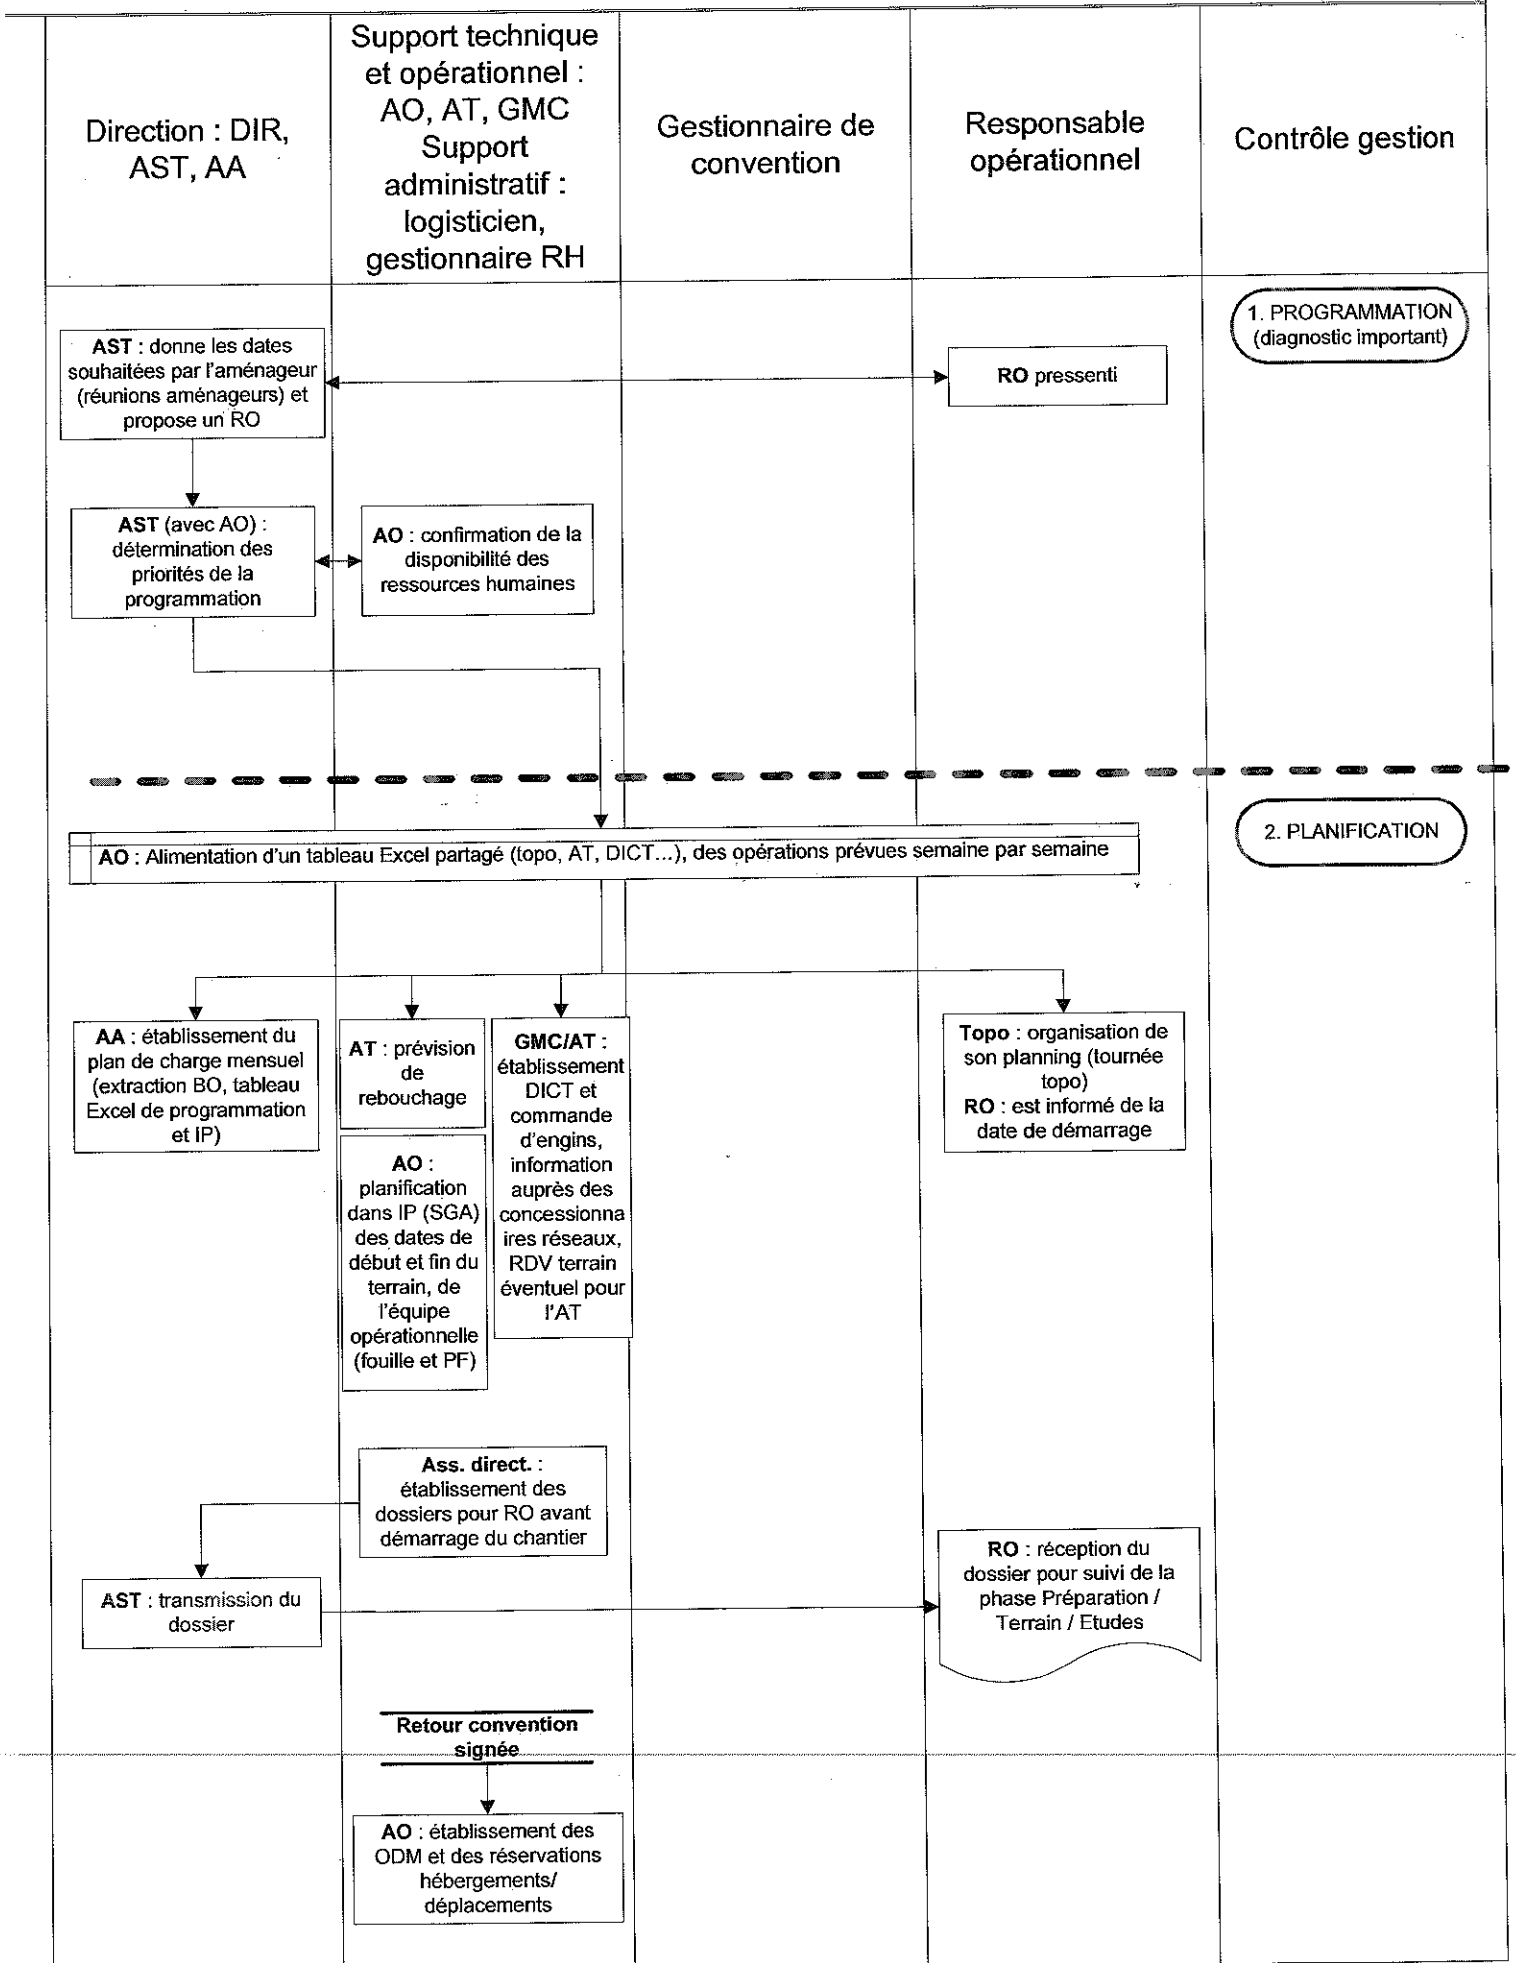 Direction : DIR,
AST, AA
Support technique
et opérationnel :
AO, AT, GMC
Support
administratif :
logisticien,
gestionnaire RH
Gestionnaire de
convention
Responsable
opérationnel
Contrôle gestion
1. PROGRAMMATION
(diagnostic important)
AST : donne les dates
souhaitées par l'aménageur
(réunions aménageurs) et
propose un RO
RO pressenti
AST (avec AO) :
détermination des
priorités de la
programmation
AO : confirmation de la
disponibilité des
ressources humaines
2. PLANIFICATION
AO : Alimentation d'un tableau Excel partagé (topo, AT, DICT...), des opérations prévues semaine par semaine
AA : établissement du
plan de charge mensuel
(extraction BO, tableau
Excel de programmation
et IP)
AT : prévision
de
rebouchage
AO :
planification
dans IP (SGA)
des dates de
début et fin du
terrain, de
l'équipe
opérationnelle
(fouille et PF)
GMC/AT :
établissement
DICT et
commande
d'engins,
information
auprès des
concessionna
ires réseaux,
RDV terrain
éventuel pour
l'AT
Topo : organisation de
son planning (tournée
topo)
RO : est informé de la
date de démarrage
Ass. direct. :
établissement des
dossiers pour RO avant
démarrage du chantier
AST : transmission du
dossier
RO : réception du
dossier pour suivi de la
phase Préparation /
Terrain / Etudes
Retour convention
signée
AO : établissement des
ODM et des réservations
hébergements/
déplacements